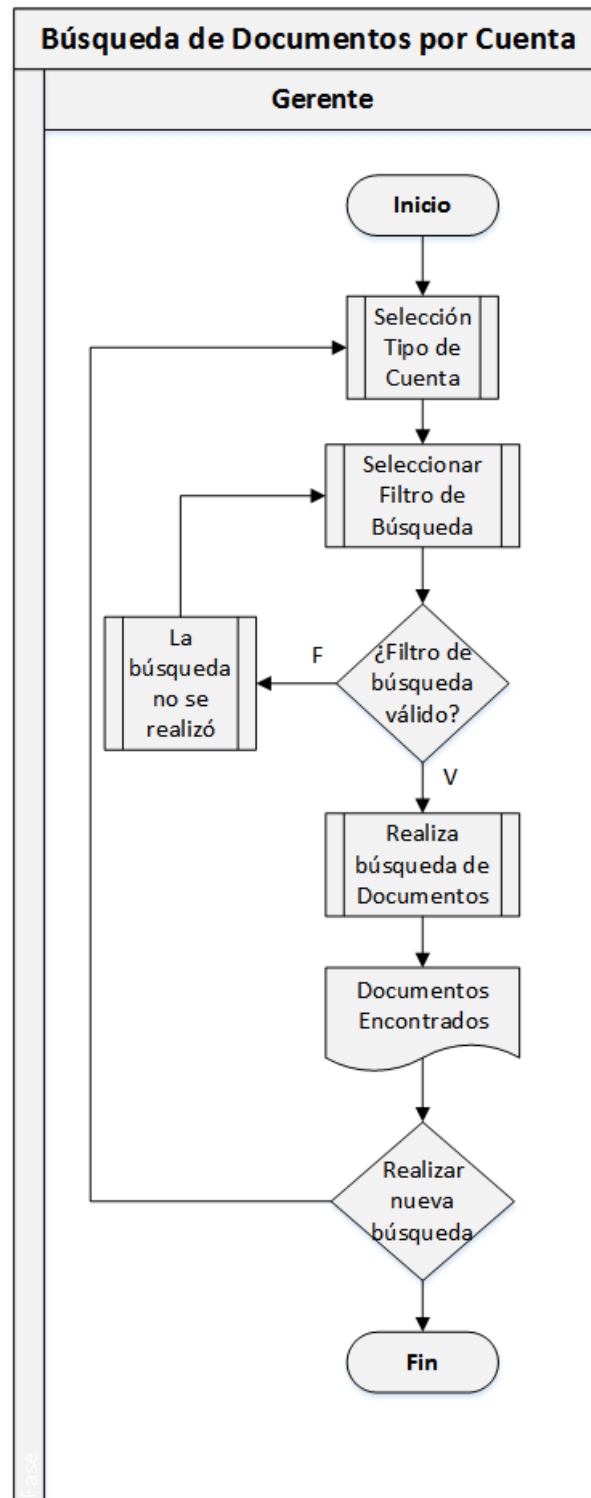 Búsqueda de Documentos por Cuenta
Gerente
Inicio
Selección
Tipo de
Cuenta
Seleccionar
Filtro de
Búsqueda
La
búsqueda
no se
realizó
F
¿Filtro de
búsqueda
válido?
V
Realiza
búsqueda de
Documentos
Documentos
Encontrados
Realizar
nueva
búsqueda
Fin
Fase